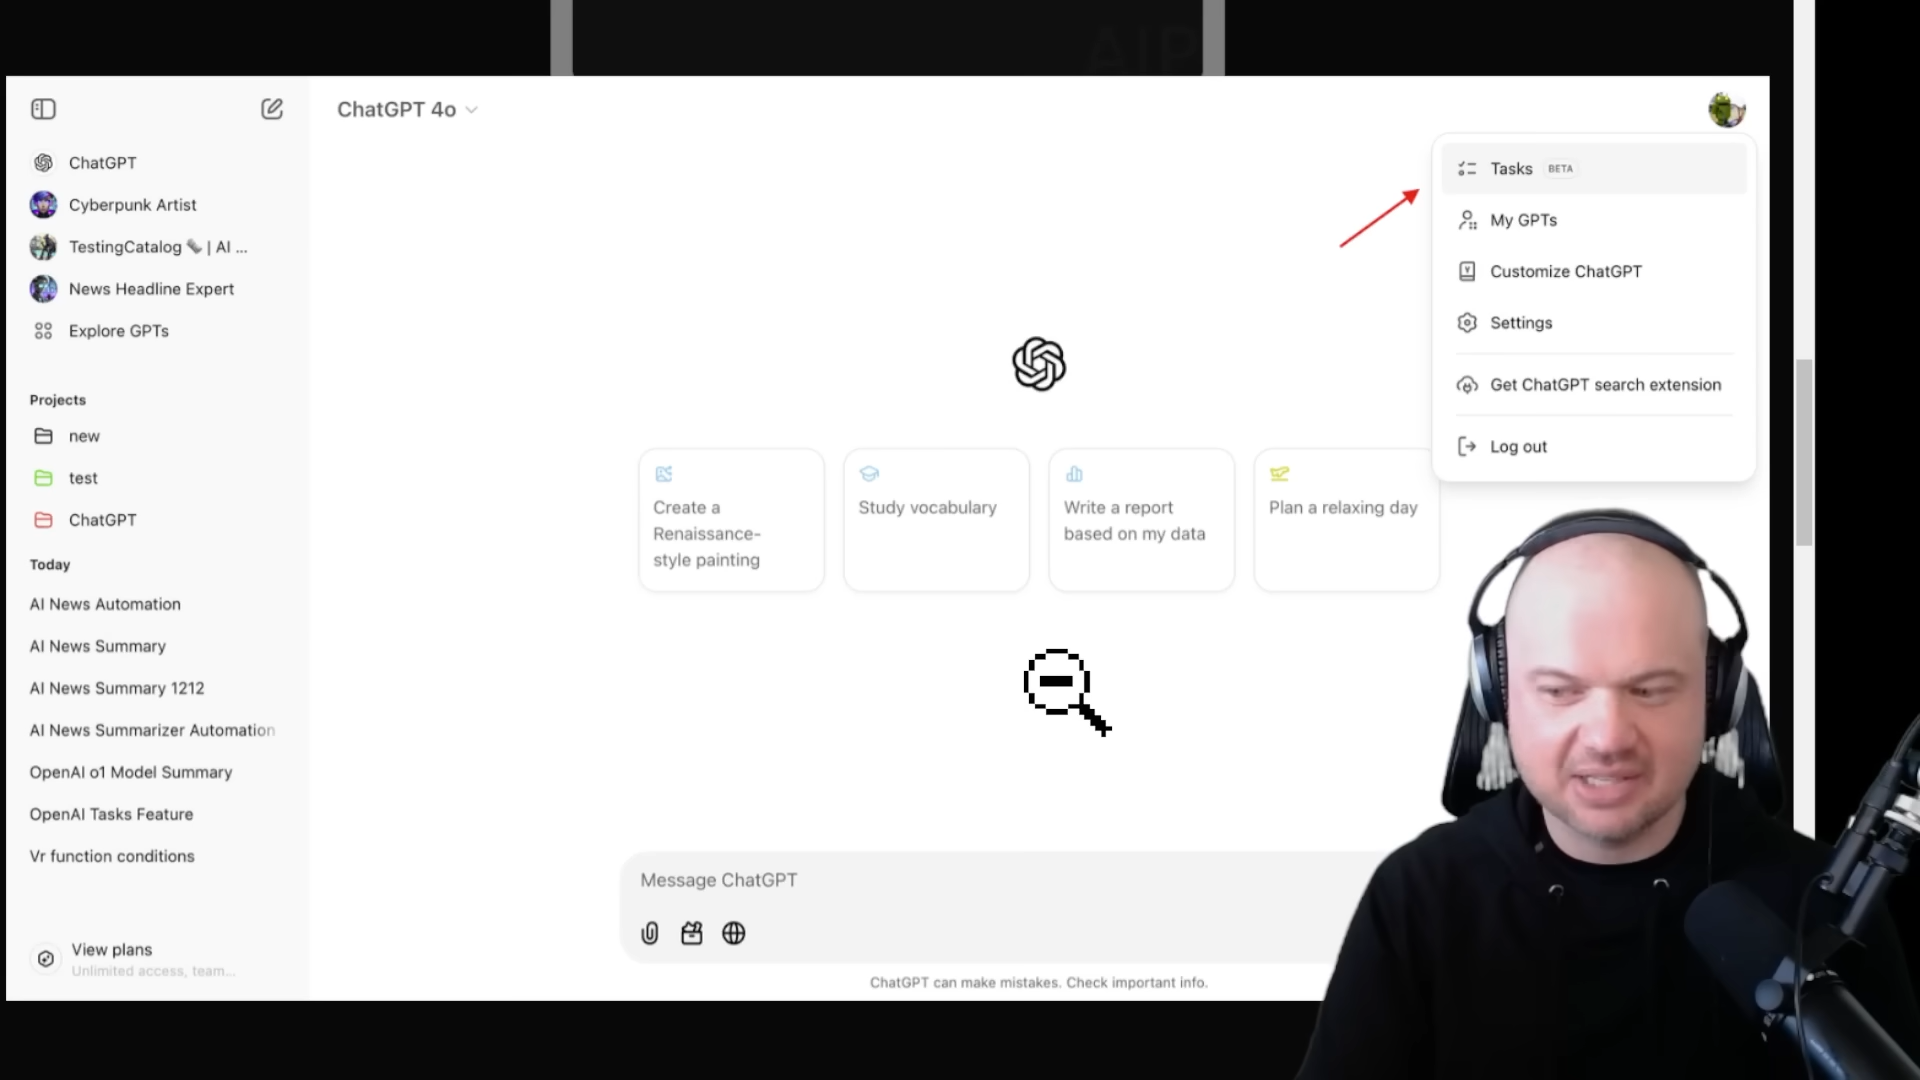 AIP
ChatGPT 4o
ChatGPT
Cyberpunk Artist
TestingCatalog 🗞 | AI ...
News Headline Expert
Explore GPTs
Projects
new
test
ChatGPT
Today
AI News Automation
AI News Summary
AI News Summary 1212
AI News Summarizer Automation
OpenAI o1 Model Summary
OpenAI Tasks Feature
Vr function conditions
View plans
Unlimited access, team...
Create a
Renaissance-
style painting
Study vocabulary
Write a report
based on my data
Plan a relaxing day
Message ChatGPT
ChatGPT can make mistakes. Check important info.
Tasks BETA
My GPTs
Customize ChatGPT
Settings
Get ChatGPT search extension
Log out